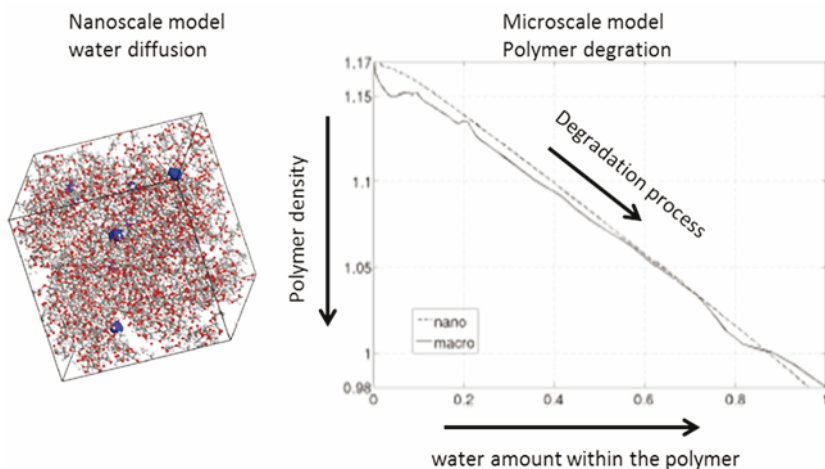 Nanoscale model
water diffusion
Microscale model
Polymer degration
1.17
1.15
1.1
1.05
1
0.98
Polymer density
Degradation process
nano
macro
0
0.2
0.4
0.6
0.8
1
water amount within the polymer